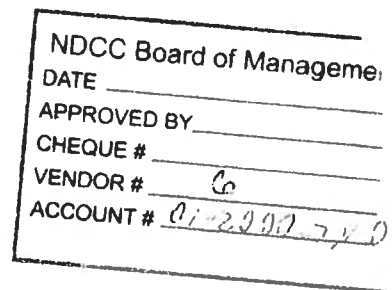 NDCC Board of Manageme
DATE
APPROVED BY
CHEQUE #
VENDOR #
ACCOUNT #